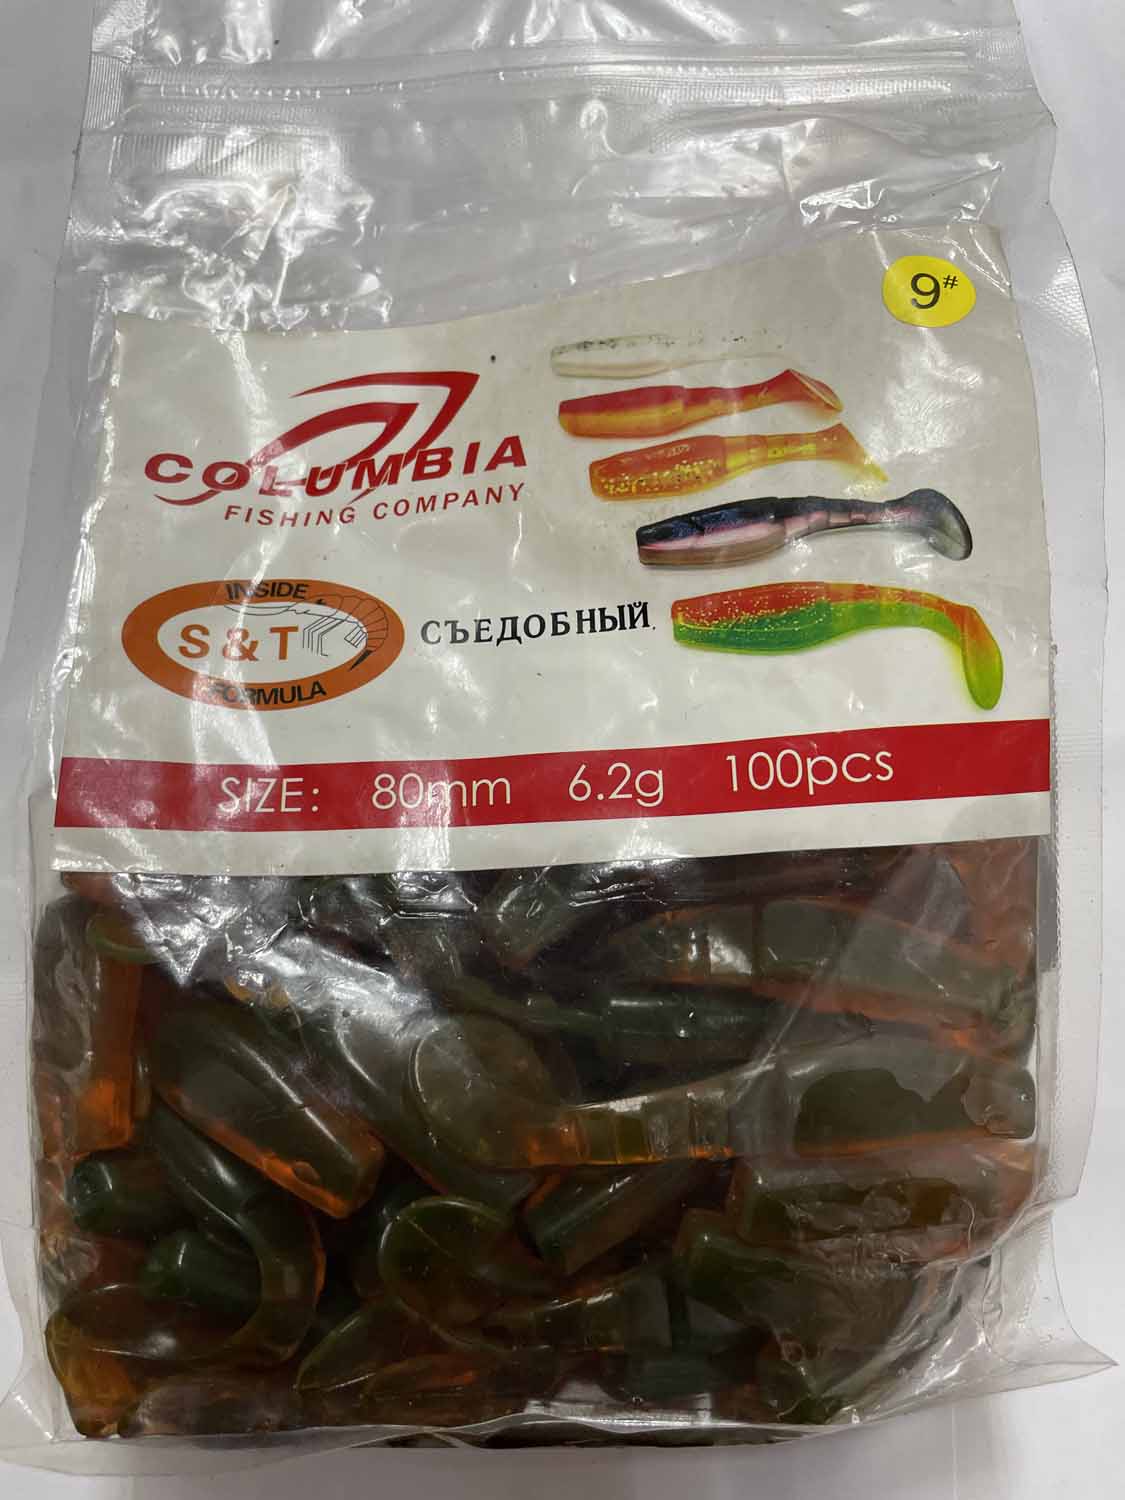 9#
COLUMBIA
FISHING COMPANY
INSIDE
S & T
FORMULA
СЪЕДОБНЫЙ
SIZE: 80mm 6.2g 100pcs